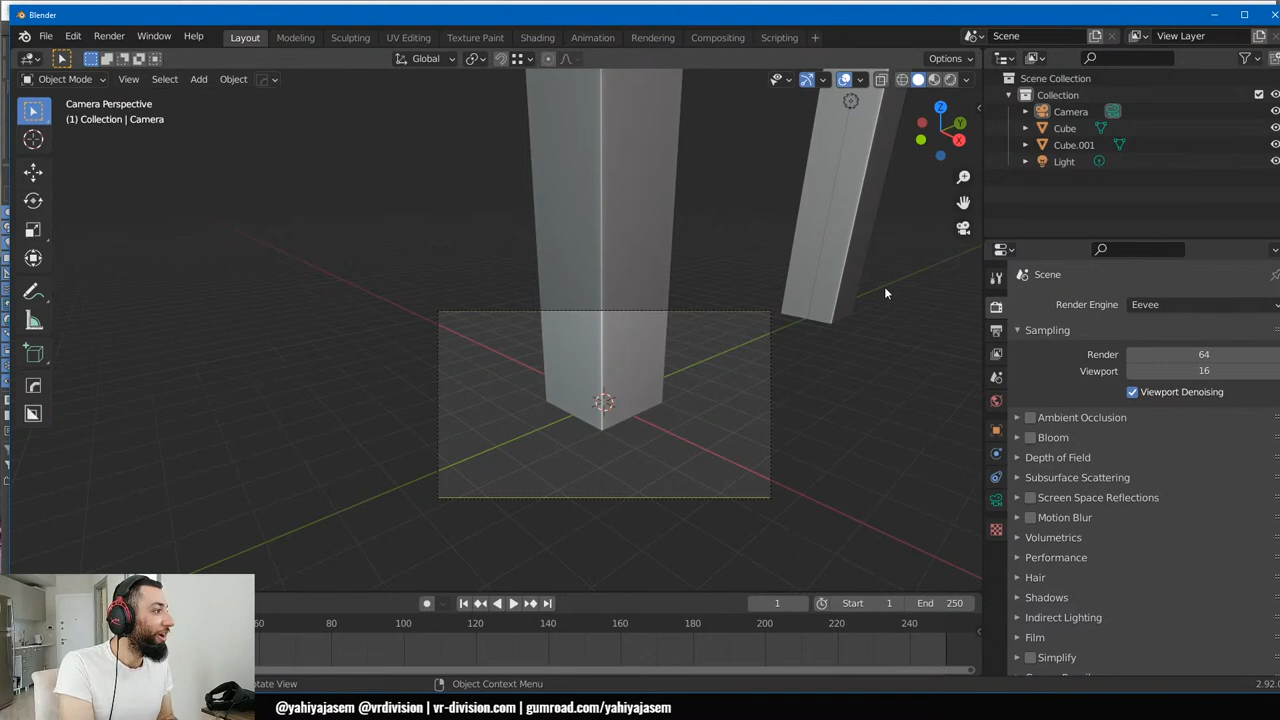 Blender
File Edit Render Window Help Layout Modeling Sculpting UV Editing Texture Paint Shading Animation Rendering Compositing Scripting + Scene View Layer
Global Options
Object Mode View Select Add Object
Camera Perspective
(1) Collection | Camera
Z
Y
X
Scene Collection
Collection
Camera
Cube
Cube.001
Light
Scene
Render Engine Eevee
Sampling
Render 64
Viewport 16
Viewport Denoising
Ambient Occlusion
Bloom
Depth of Field
Subsurface Scattering
Screen Space Reflections
Motion Blur
Volumetrics
Performance
Hair
Shadows
Indirect Lighting
Film
Simplify
1 Start 1 End 250
60 80 100 120 140 160 180 200 220 240
otate View Object Context Menu 2.92.0
@yahiyajasem @vrdivision | vr-division.com | gumroad.com/yahiyajasem